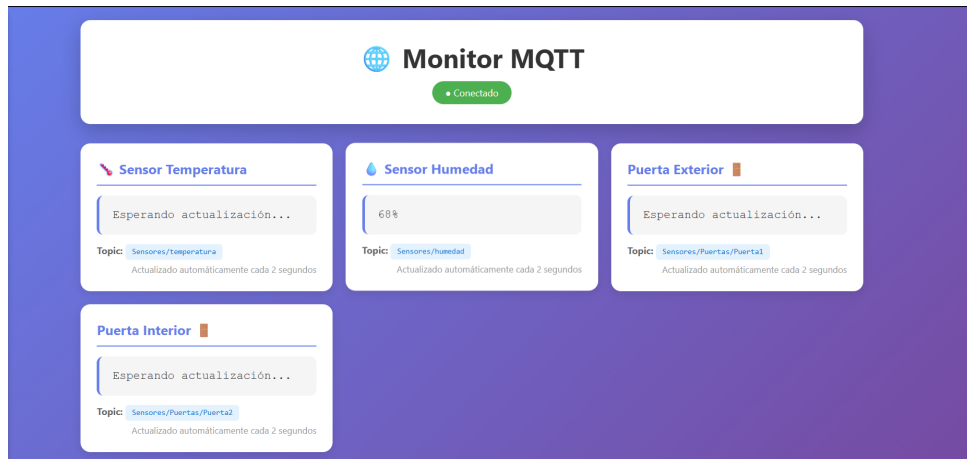 Monitor MQTT
● Conectado
Sensor Temperatura
Esperando actualización...
Topic: Sensores/temperatura
Actualizado automáticamente cada 2 segundos
Sensor Humedad
68%
Topic: Sensores/humedad
Actualizado automáticamente cada 2 segundos
Puerta Exterior
Esperando actualización...
Topic: Sensores/Puertas/Puerta1
Actualizado automáticamente cada 2 segundos
Puerta Interior
Esperando actualización...
Topic: Sensores/Puertas/Puerta2
Actualizado automáticamente cada 2 segundos